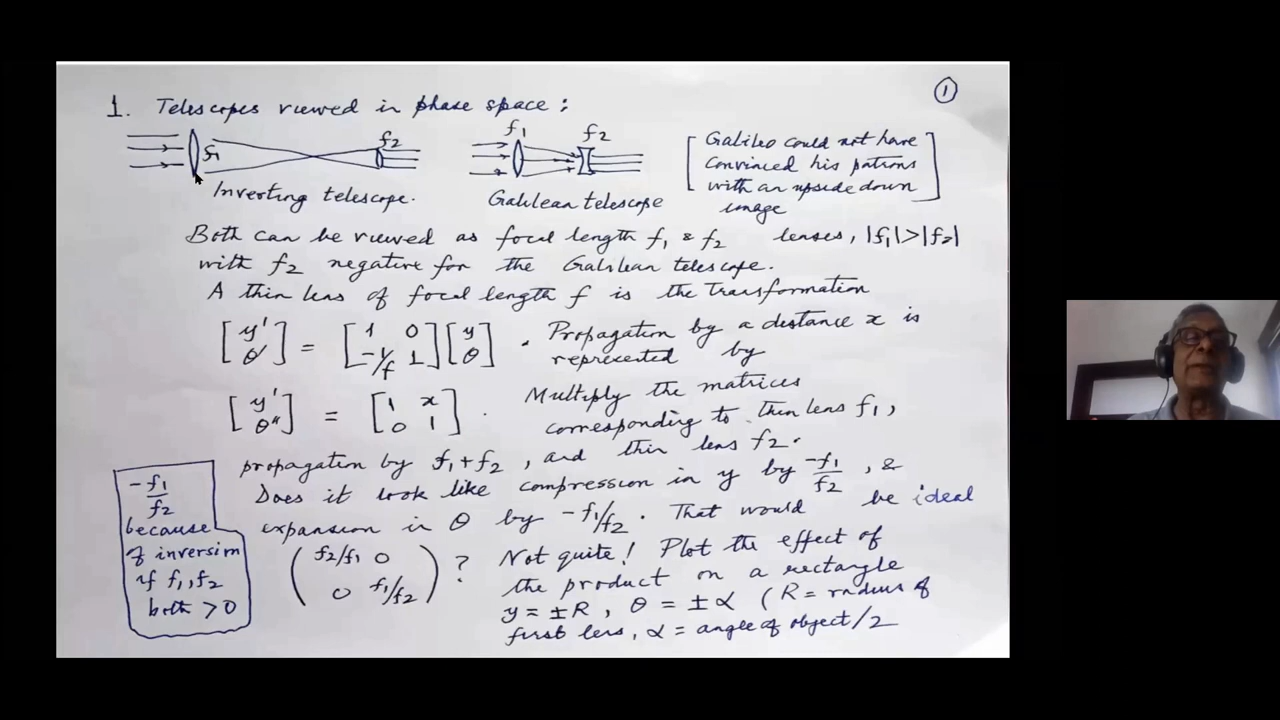 ①
1. Telescopes viewed in phase space:
f1 f2 f1 f2
Inverting telescope.
Galilean telescope
[Galileo could not have
convinced his patrons
with an upside down
image]
Both can be viewed as focal length f1 & f2 lenses, |f1|>|f2|
with f2 negative for the Galilean telescope.
A thin lens of focal length f is the transformation
[y' θ'] = [1 0 -1/f 1][y θ] . Propagation by a distance x is
represented by
[y' θ''] = [1 x 0 1] . Multiply the matrices
corresponding to thin lens f1,
propagation by f1+f2, and thin lens f2.
Does it look like compression in y by -f1/f2, &
expansion in θ by -f1/f2. That would be ideal
(f2/f1 0 0 f1/f2) ? Not quite! Plot the effect of
the product on a rectangle
y = ±R, θ = ±α (R = radius of
first lens, α = angle of object/2
-f1/f2
because
of inversion
if f1, f2
both > 0